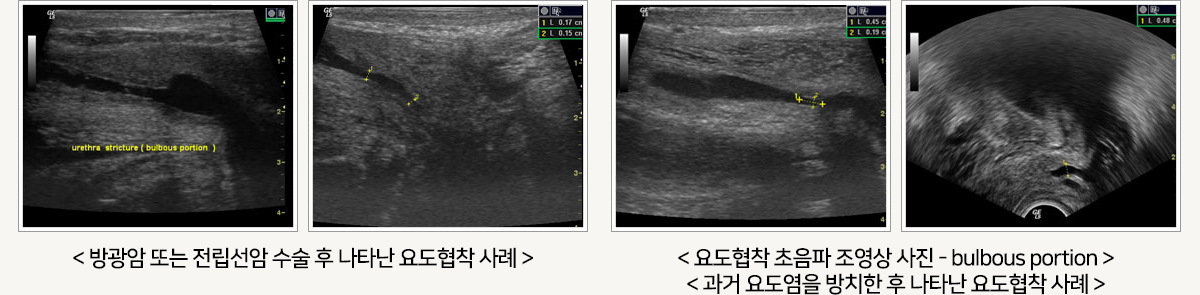 1 L 0.17 cm
2 L 0.15 cm
1 L 0.45 cm
2 L 0.19 cm
1 L 0.48 c
urethra stricture ( bulbous portion )
< 방광암 또는 전립선암 수술 후 나타난 요도협착 사례 >
< 요도협착 초음파 조영상 사진 - bulbous portion >
< 과거 요도염을 방치한 후 나타난 요도협착 사례 >